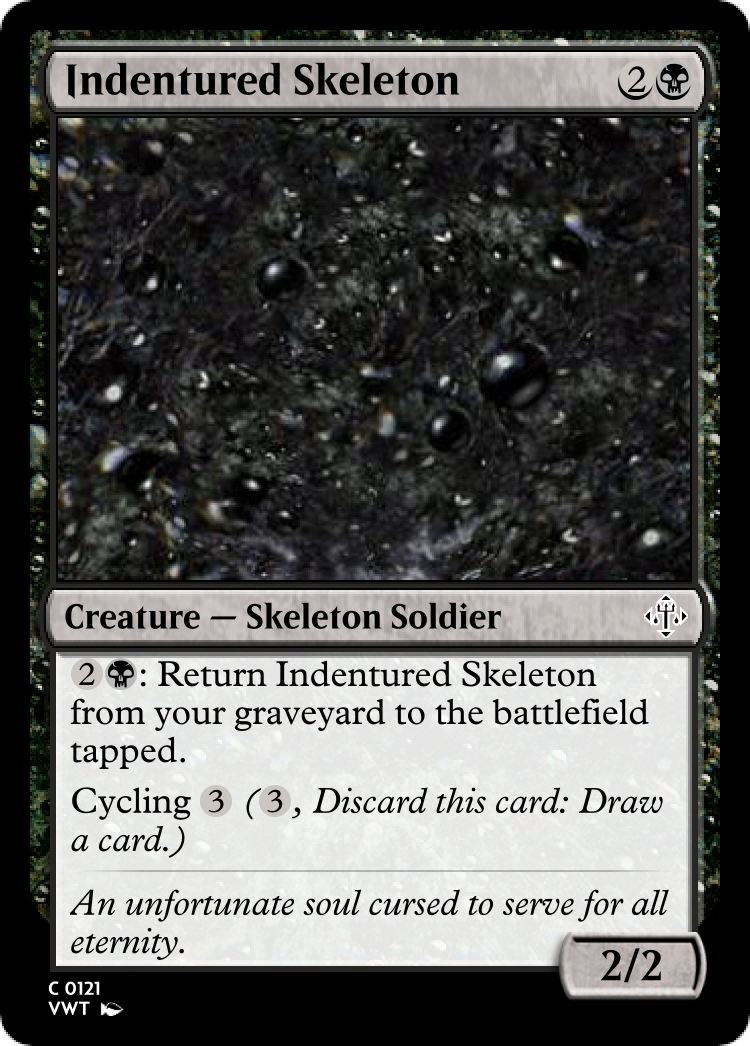 Indentured Skeleton 2
Creature — Skeleton Soldier
2 : Return Indentured Skeleton
from your graveyard to the battlefield
tapped.
Cycling 3 (3, Discard this card: Draw
a card.)
An unfortunate soul cursed to serve for all
eternity.
2/2
C 0121
VWT